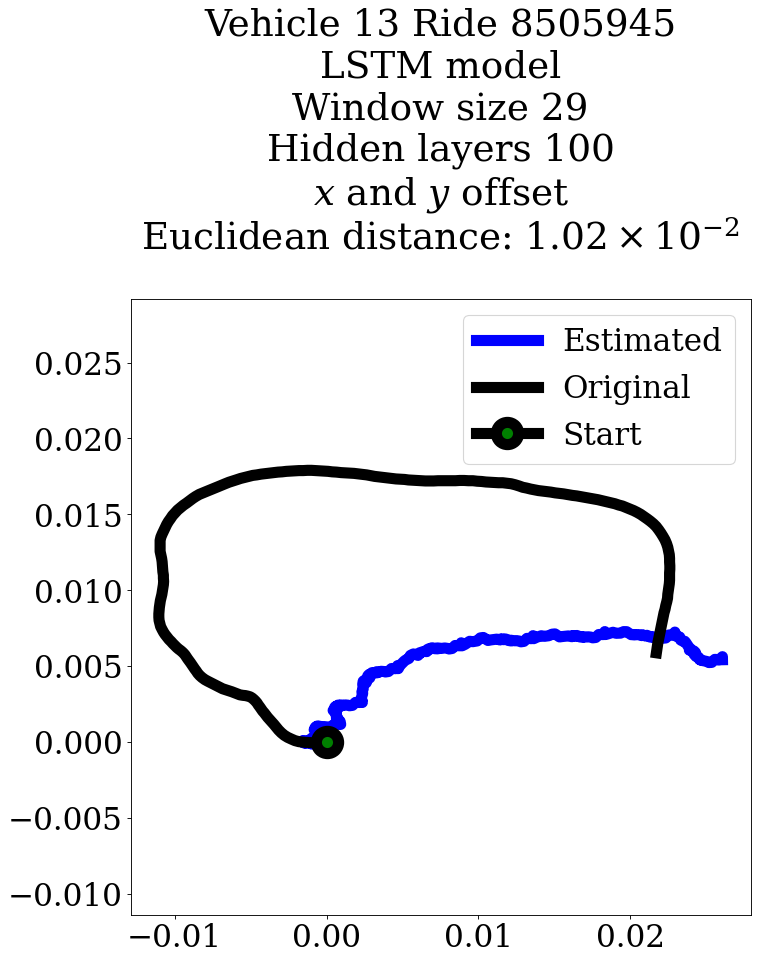 Vehicle 13 Ride 8505945
LSTM model
Window size 29
Hidden layers 100
x and y offset
Euclidean distance: 1.02 × 10⁻²
Estimated
Original
Start
0.025
0.020
0.015
0.010
0.005
0.000
−0.005
−0.010
−0.01 0.00 0.01 0.02